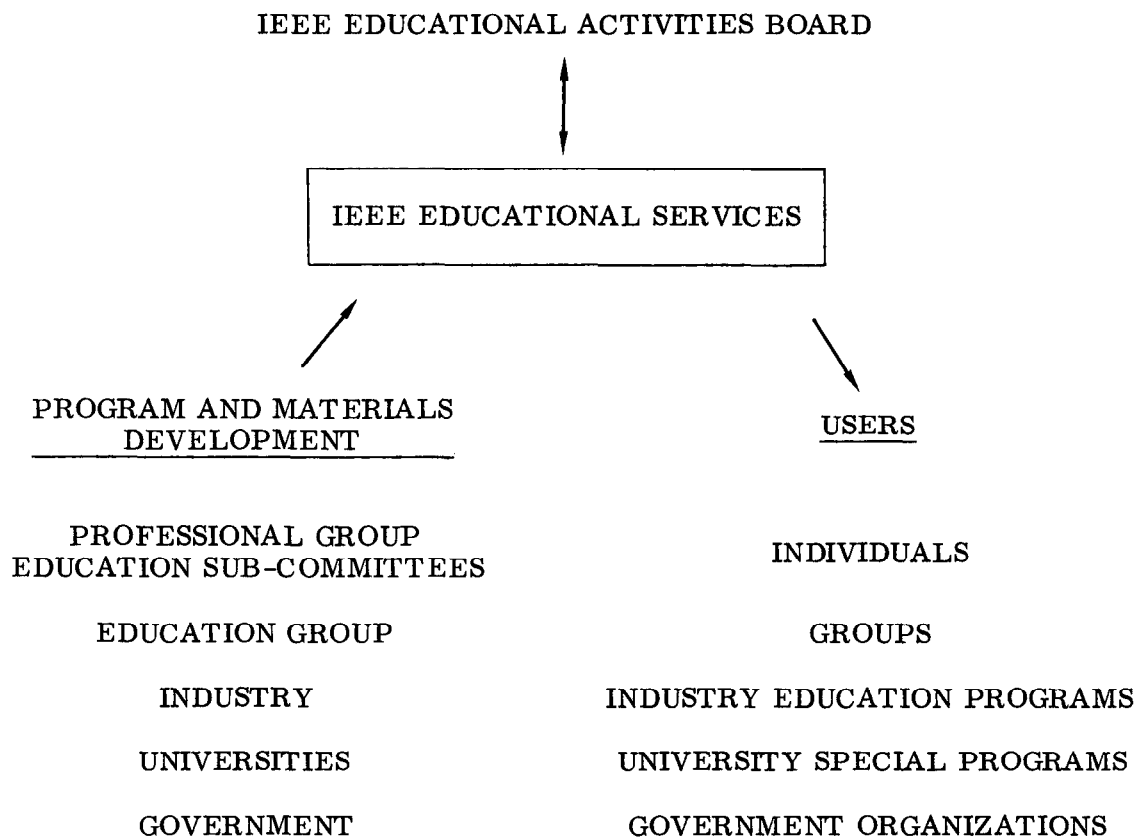 IEEE EDUCATIONAL ACTIVITIES BOARD
IEEE EDUCATIONAL SERVICES
PROGRAM AND MATERIALS
DEVELOPMENT
USERS
PROFESSIONAL GROUP
EDUCATION SUB-COMMITTEES
INDIVIDUALS
EDUCATION GROUP
GROUPS
INDUSTRY
INDUSTRY EDUCATION PROGRAMS
UNIVERSITIES
UNIVERSITY SPECIAL PROGRAMS
GOVERNMENT
GOVERNMENT ORGANIZATIONS